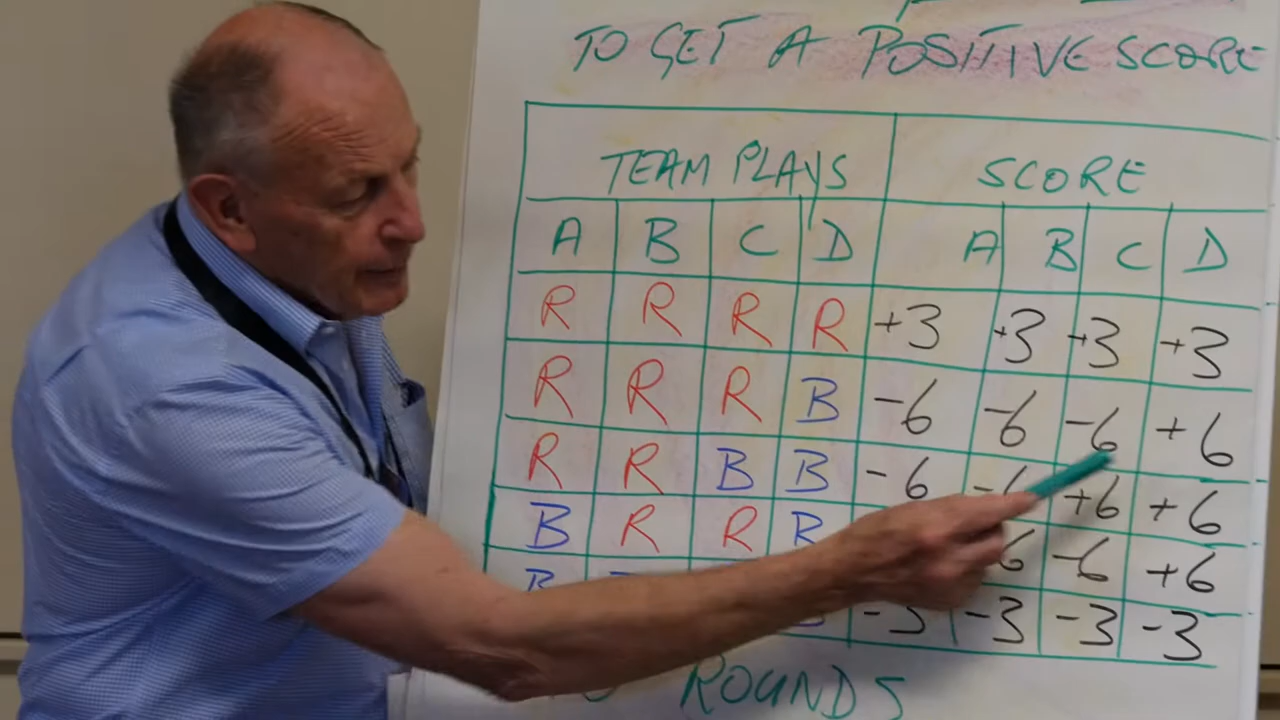 TO GET A POSITIVE SCORE
TEAM PLAYS SCORE
A B C D A B C D
R R R R +3 +3 +3 +3
R R R B -6 -6 -6 +6
R R B B -6 -6 +6 +6
B R R B -6 +6
B -3 -3 -3 -3
ROUNDS